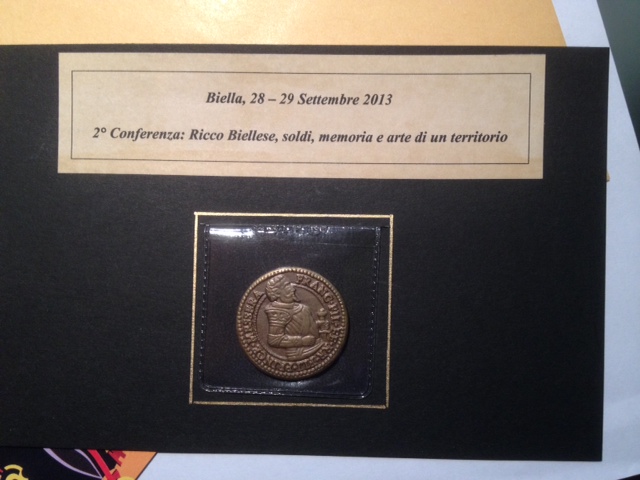 Biella, 28 – 29 Settembre 2013
2° Conferenza: Ricco Biellese, soldi, memoria e arte di un territorio